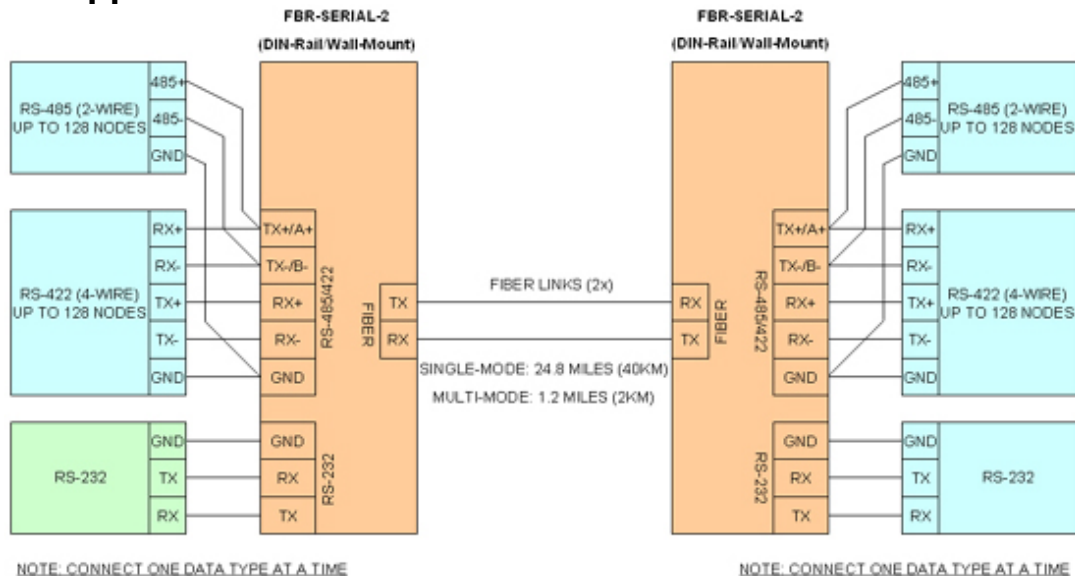 FBR-SERIAL-2
(DIN-Rail/Wall-Mount)
RS-485 (2-WIRE)
UP TO 128 NODES
485+
485-
GND
RS-422 (4-WIRE)
UP TO 128 NODES
RX+
RX-
TX+
TX-
GND
RS-232
GND
TX
RX
TX+/A+
TX-/B-
RX+
RX-
GND
RS-485/422
GND
RX
TX
RS-232
FIBER
TX
RX
FIBER LINKS (2x)
SINGLE-MODE: 24.8 MILES (40KM)
MULTI-MODE: 1.2 MILES (2KM)
FBR-SERIAL-2
(DIN-Rail/Wall-Mount)
RX
TX
FIBER
TX+/A+
TX-/B-
RX+
RX-
GND
RS-485/422
GND
RX
TX
RS-232
485+
485-
GND
RS-485 (2-WIRE)
UP TO 128 NODES
RX+
RX-
TX+
TX-
GND
RS-422 (4-WIRE)
UP TO 128 NODES
GND
TX
RX
RS-232
NOTE: CONNECT ONE DATA TYPE AT A TIME
NOTE: CONNECT ONE DATA TYPE AT A TIME